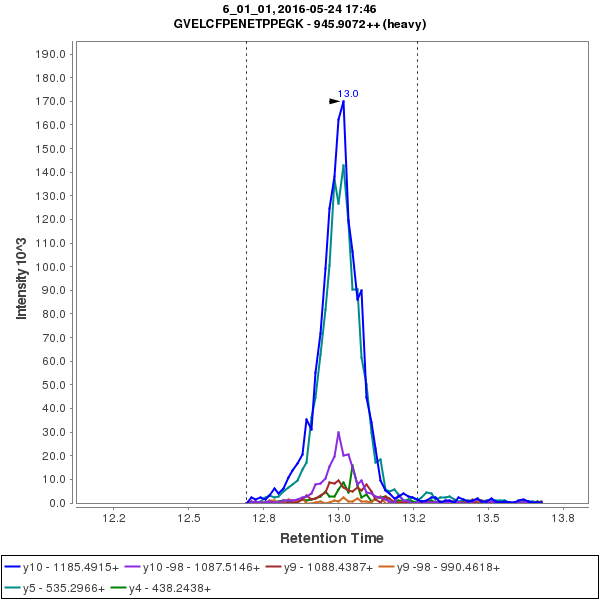 6_01_01, 2016-05-24 17:46
GVELCFPENETPPEGK - 945.9072++ (heavy)
190.0
180.0
170.0
160.0
150.0
140.0
130.0
120.0
110.0
100.0
90.0
80.0
70.0
60.0
50.0
40.0
30.0
20.0
10.0
0.0
Intensity 10^3
13.0
12.2
12.5
12.8
13.0
13.2
13.5
13.8
Retention Time
y10 - 1185.4915+
y10 -98 - 1087.5146+
y9 - 1088.4387+
y9 -98 - 990.4618+
y5 - 535.2966+
y4 - 438.2438+